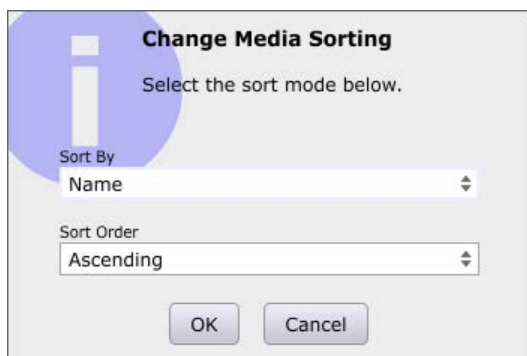 Change Media Sorting
Select the sort mode below.
Sort By
Name
Sort Order
Ascending
OK
Cancel